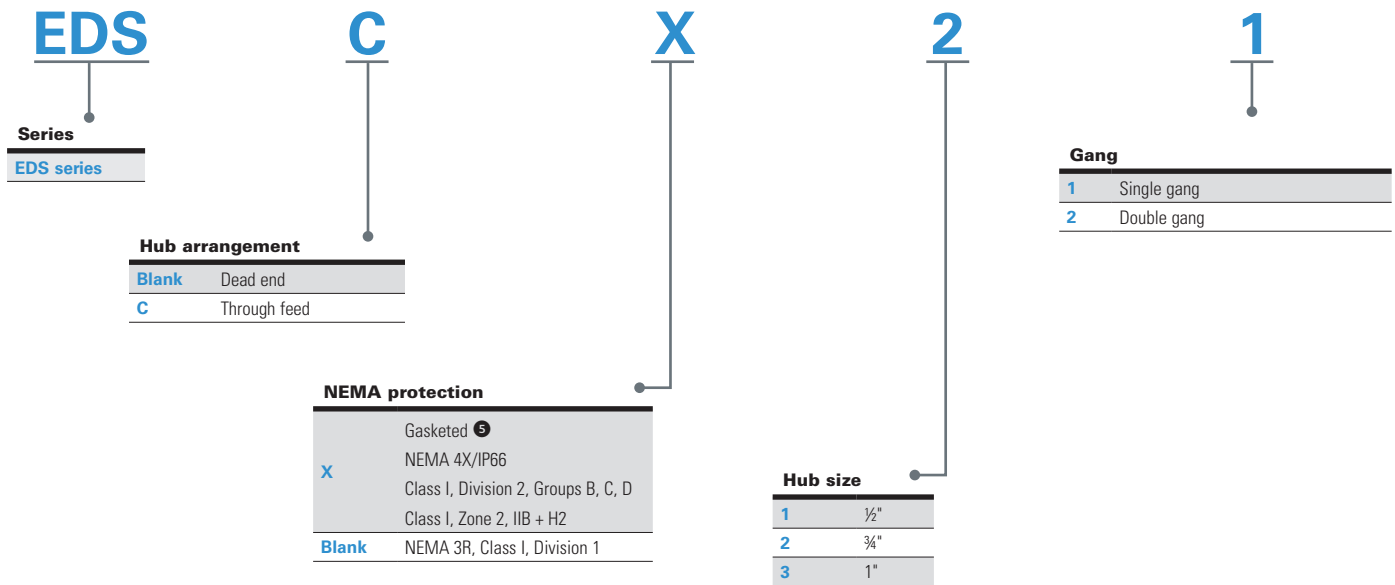 EDS C X 2 1
Series
EDS series
Hub arrangement
Blank Dead end
C Through feed
NEMA protection
X
Gasketed ❺
NEMA 4X/IP66
Class I, Division 2, Groups B, C, D
Class I, Zone 2, IIB + H2
Blank NEMA 3R, Class I, Division 1
Hub size
1 ½"
2 ¾"
3 1"
Gang
1 Single gang
2 Double gang